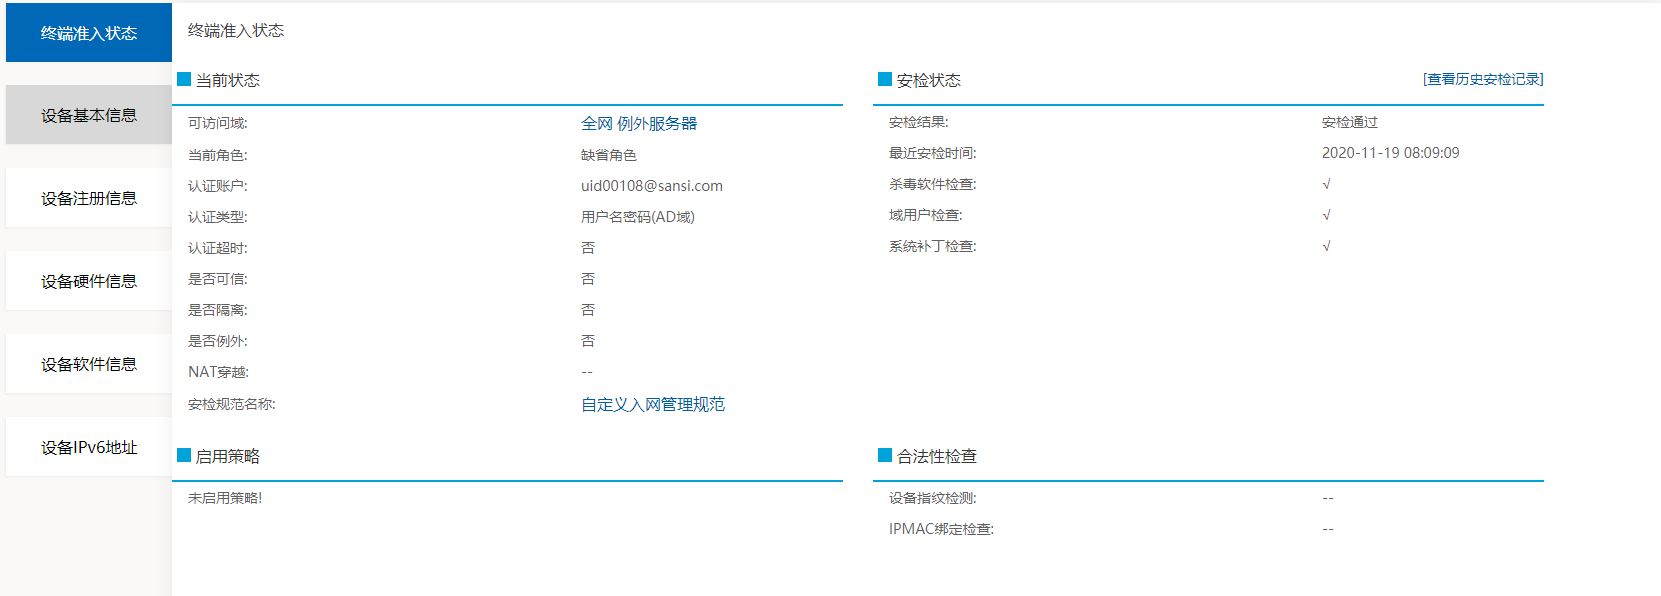 终端准入状态
设备基本信息
设备注册信息
设备硬件信息
设备软件信息
设备IPv6地址
终端准入状态
当前状态
可访问域: 全网 例外服务器
当前角色: 缺省角色
认证账户: uid00108@sansi.com
认证类型: 用户名密码(AD域)
认证超时: 否
是否可信: 否
是否隔离: 否
是否例外: 否
NAT穿越: --
安检规范名称: 自定义入网管理规范
安检状态 [查看历史安检记录]
安检结果: 安检通过
最近安检时间: 2020-11-19 08:09:09
杀毒软件检查: √
域用户检查: √
系统补丁检查: √
启用策略
未启用策略!
合法性检查
设备指纹检测: --
IPMAC绑定检查: --